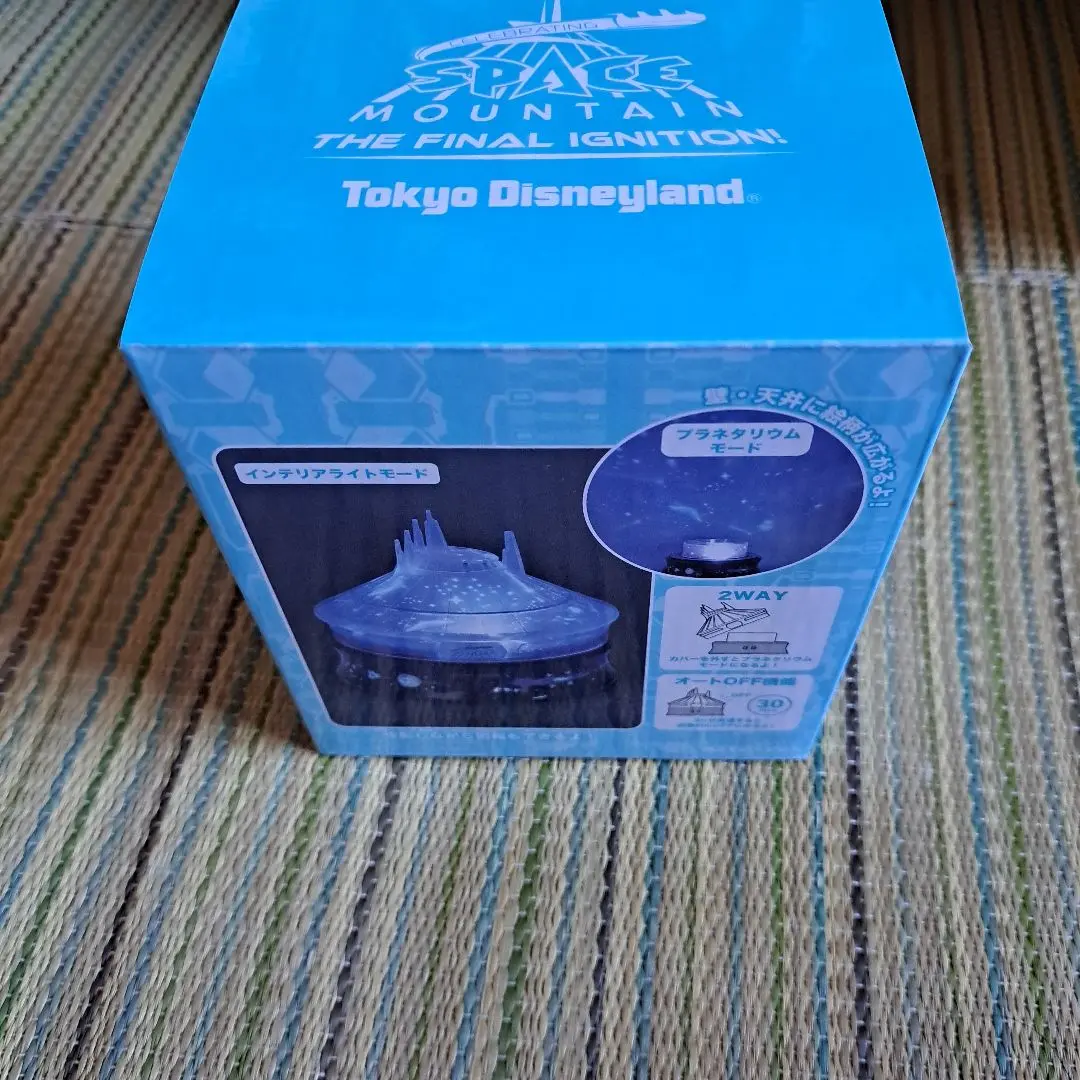 CELEBRATING
SPACE
MOUNTAIN
THE FINAL IGNITION!
Tokyo Disneyland®
壁・天井に絵柄が広がるよ!
プラネタリウム
モード
インテリアライトモード
2WAY
カバーを外すとプラネタリウム
モードになるよ!
オートOFF機能
OFF
30